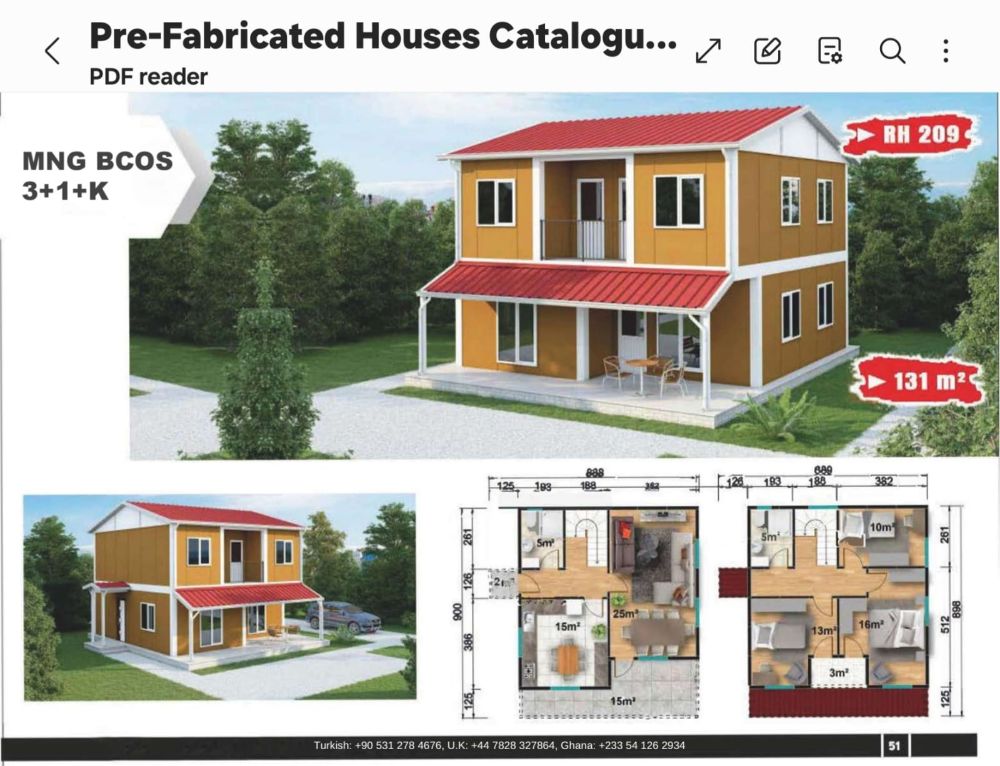 Pre-Fabricated Houses Catalogu...
PDF reader
MNG BCOS
3+1+K
RH 209
131 m²
888
125 193 188 382
261
126
386
125
900
5m²
2m²
15m²
25m²
15m²
689
126 193 188 382
261
512
125
898
5m²
10m²
13m²
16m²
3m²
Turkish: +90 531 278 4676, U.K: +44 7828 327864, Ghana: +233 54 126 2934
51